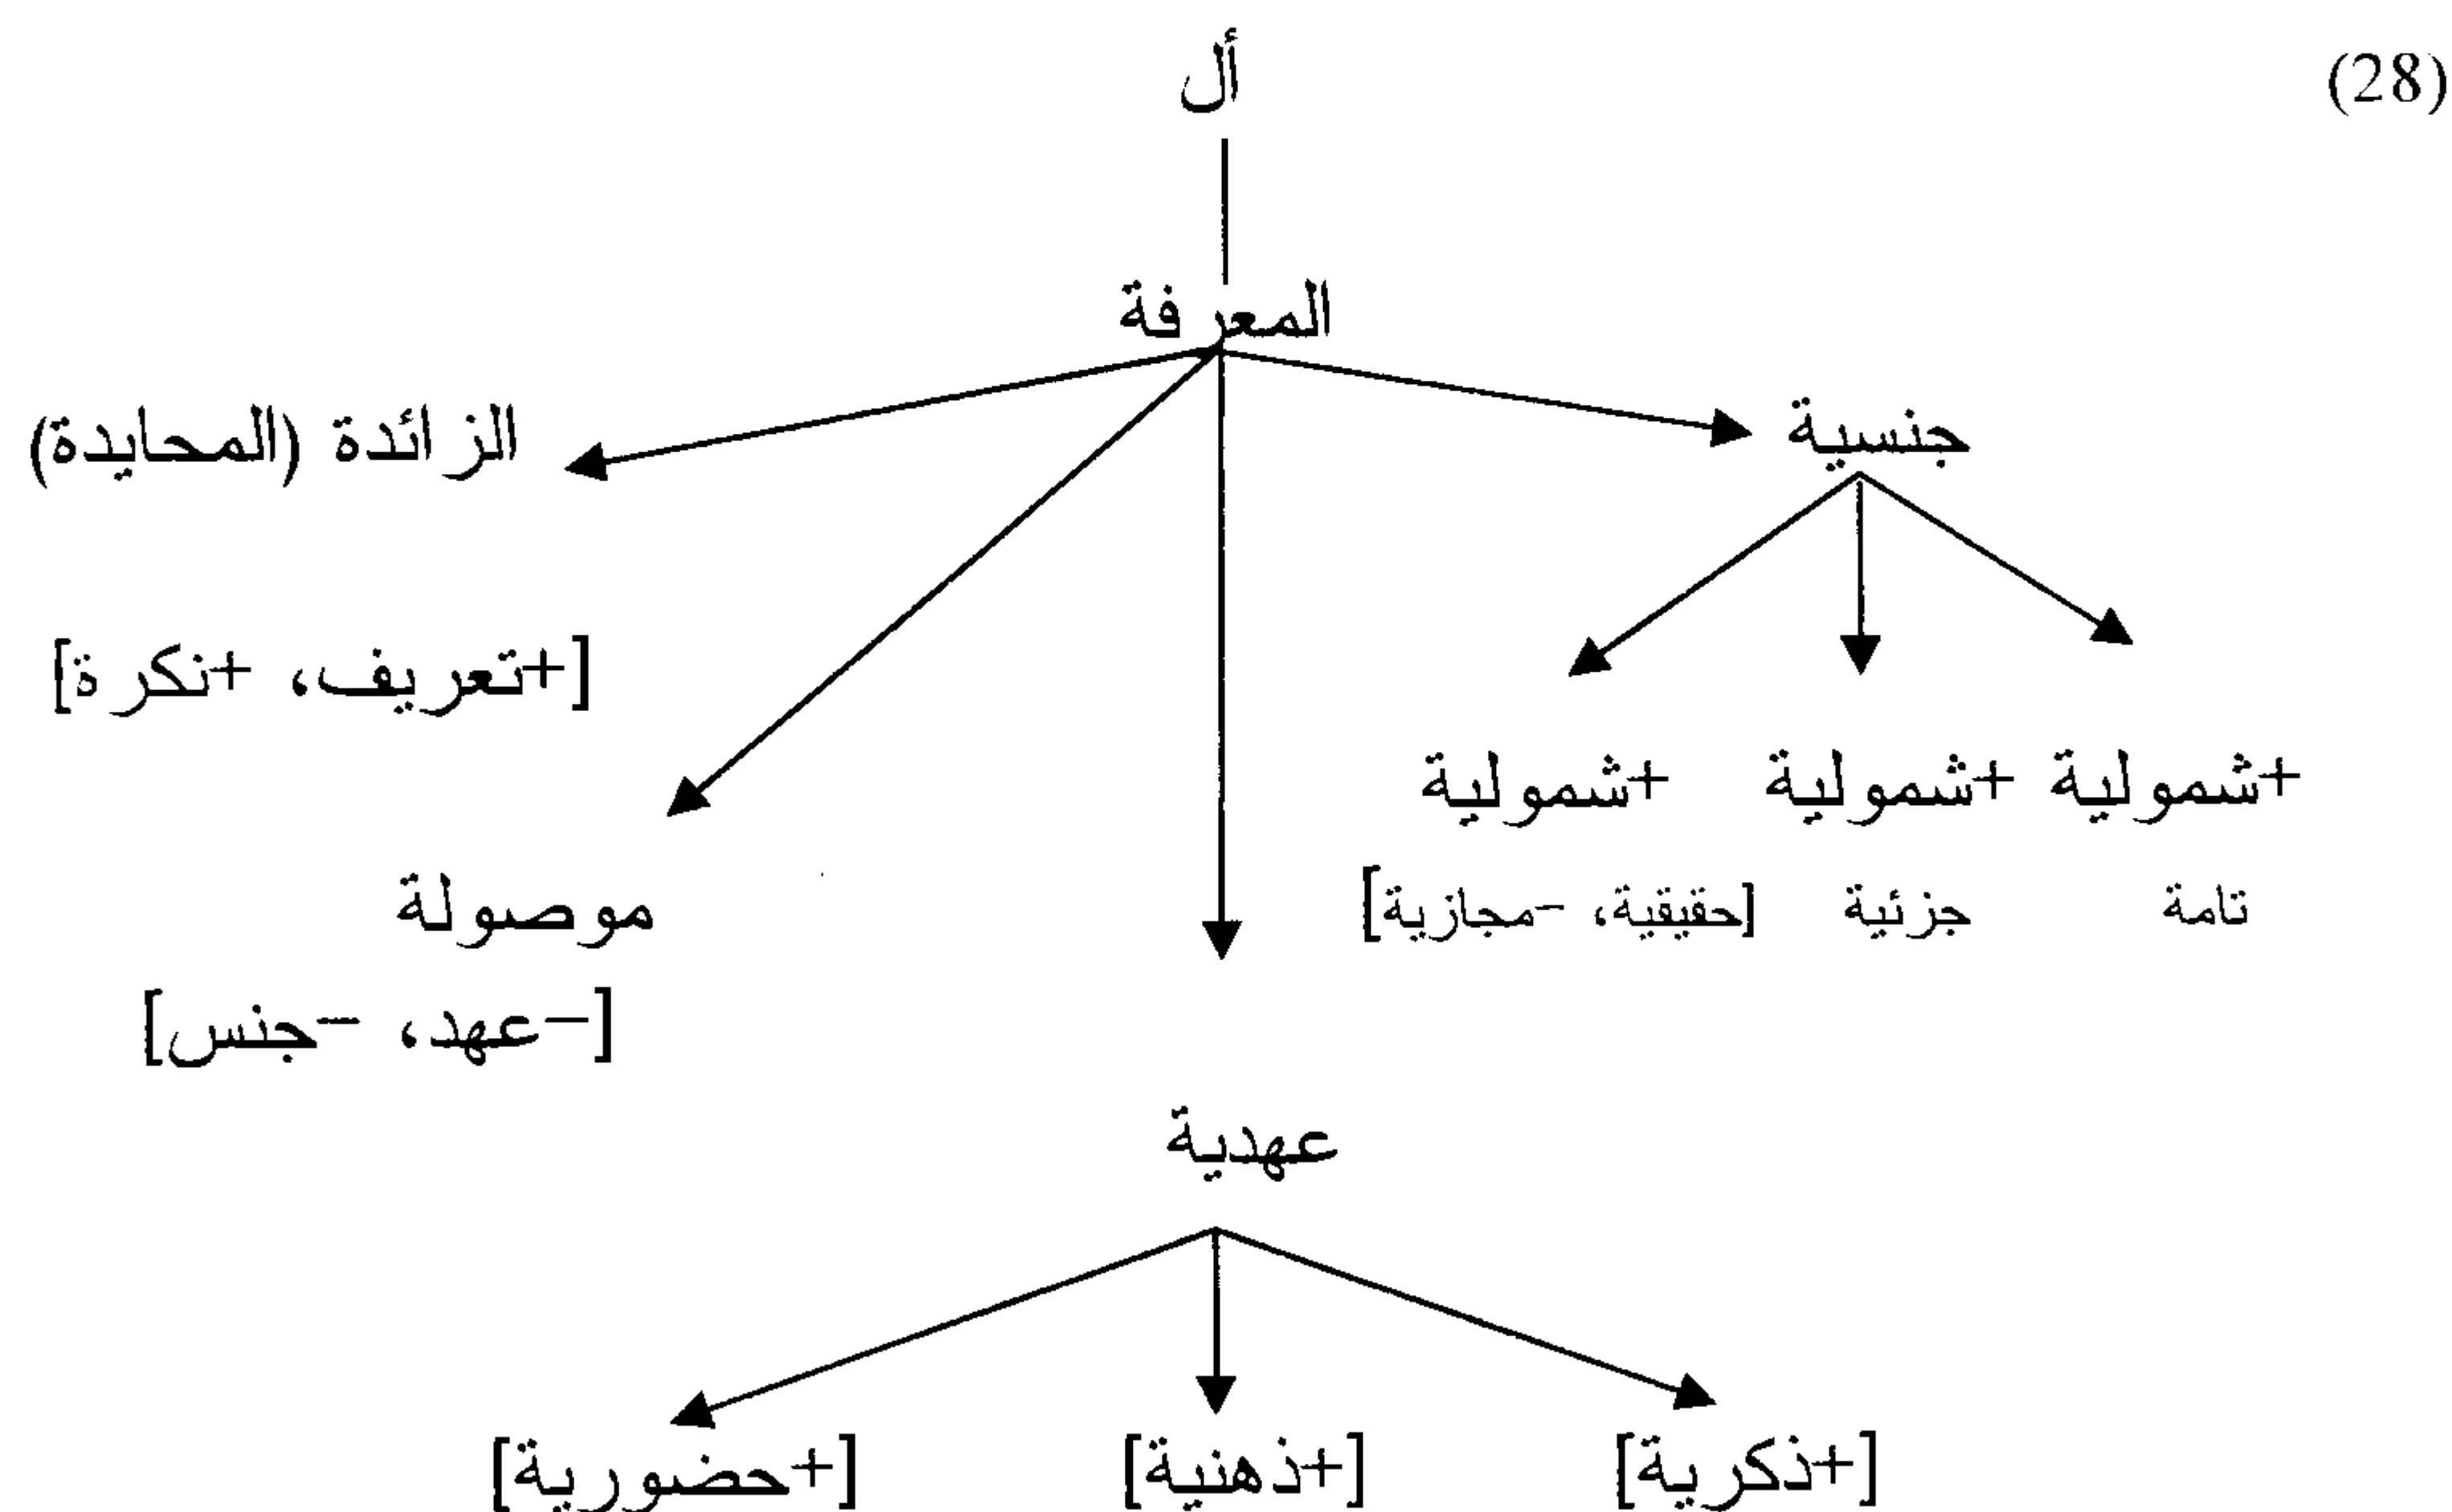 (28)
أل
المعرفة
جنسية
الزائدة (المحايدة)
[+تعريف، +نكرة]
+شمولية +شمولية +شمولية
تامة جزئية [حقيقية، –مجازية]
موصولة
[–عهد، –جنس]
عهدية
[+ذكرية] [+ذهنية] [+حضورية]